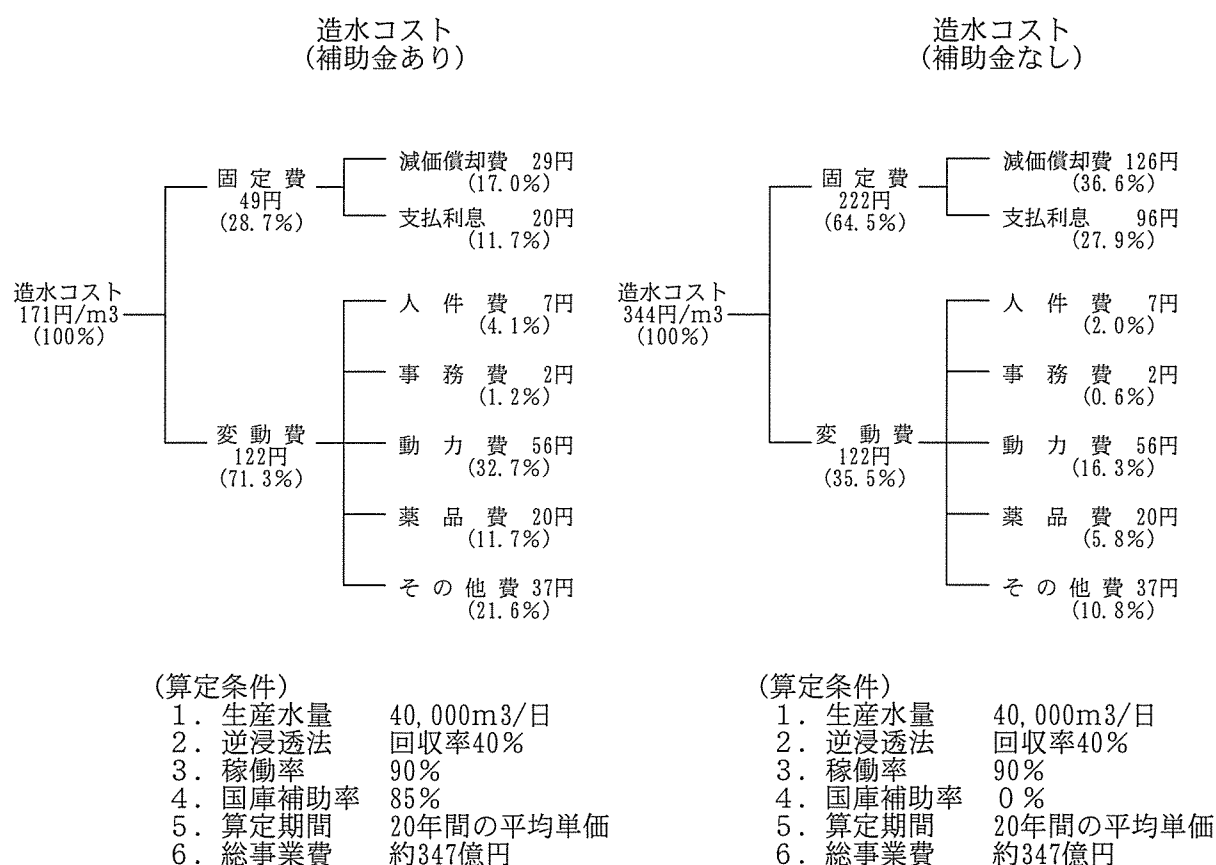 造水コスト
(補助金あり)
固定費
49円
(28.7%)
減価償却費 29円
(17.0%)
支払利息 20円
(11.7%)
造水コスト
171円/m3
(100%)
変動費
122円
(71.3%)
人件費 7円
(4.1%)
事務費 2円
(1.2%)
動力費 56円
(32.7%)
薬品費 20円
(11.7%)
その他費 37円
(21.6%)
(算定条件)
1. 生産水量 40,000m3/日
2. 逆浸透法 回収率40%
3. 稼働率 90%
4. 国庫補助率 85%
5. 算定期間 20年間の平均単価
6. 総事業費 約347億円
造水コスト
(補助金なし)
固定費
222円
(64.5%)
減価償却費 126円
(36.6%)
支払利息 96円
(27.9%)
造水コスト
344円/m3
(100%)
変動費
122円
(35.5%)
人件費 7円
(2.0%)
事務費 2円
(0.6%)
動力費 56円
(16.3%)
薬品費 20円
(5.8%)
その他費 37円
(10.8%)
(算定条件)
1. 生産水量 40,000m3/日
2. 逆浸透法 回収率40%
3. 稼働率 90%
4. 国庫補助率 0%
5. 算定期間 20年間の平均単価
6. 総事業費 約347億円